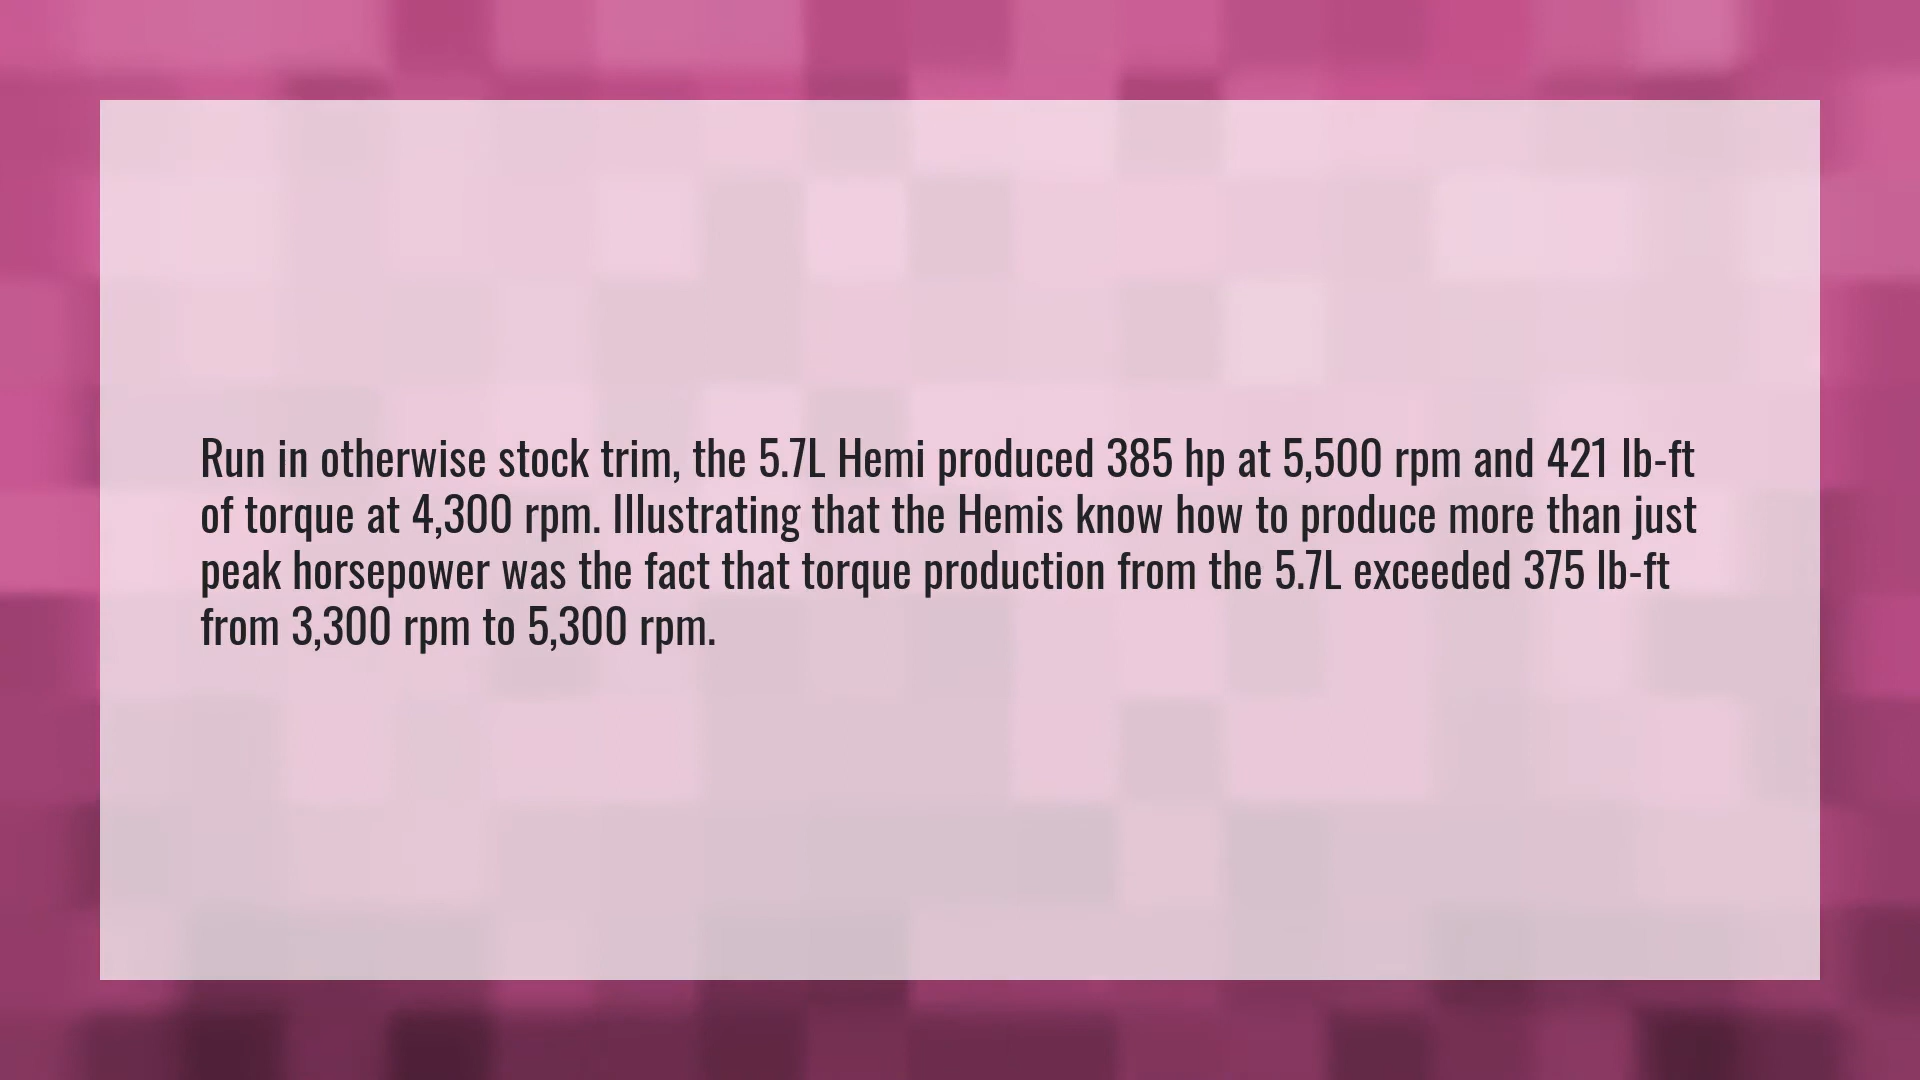 Run in otherwise stock trim, the 5.7L Hemi produced 385 hp at 5,500 rpm and 421 lb-ft
of torque at 4,300 rpm. Illustrating that the Hemis know how to produce more than just
peak horsepower was the fact that torque production from the 5.7L exceeded 375 lb-ft
from 3,300 rpm to 5,300 rpm.